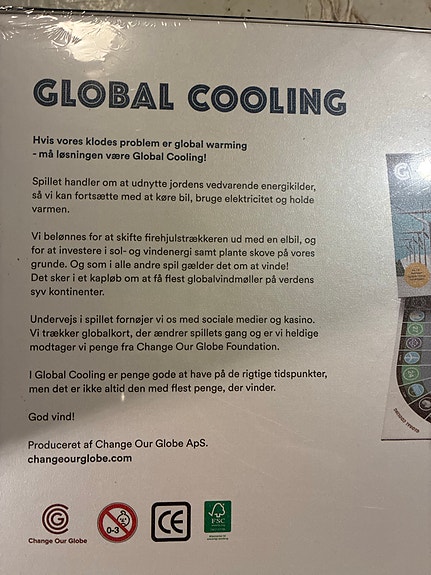 GLOBAL COOLING
Hvis vores klodes problem er global warming
- må løsningen være Global Cooling!
Spillet handler om at udnytte jordens vedvarende energikilder,
så vi kan fortsætte med at køre bil, bruge elektricitet og holde
varmen.
Vi belønnes for at skifte firehjulstrækkeren ud med en elbil, og
for at investere i sol- og vindenergi samt plante skove på vores
grunde. Og som i alle andre spil gælder det om at vinde!
Det sker i et kapløb om at få flest globalvindmøller på verdens
syv kontinenter.
Undervejs i spillet fornøjer vi os med sociale medier og kasino.
Vi trækker globalkort, der ændrer spillets gang og er vi heldige
modtager vi penge fra Change Our Globe Foundation.
I Global Cooling er penge gode at have på de rigtige tidspunkter,
men det er ikke altid den med flest penge, der vinder.
God vind!
Produceret af Change Our Globe ApS.
changeourglobe.com
Change Our Globe
0-3
CE
FSC